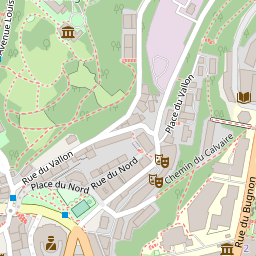 Avenue Louis
Place du Vallon
Rue du Vallon
Rue du Nord
Place du Nord
Chemin du Calvaire
Rue du Bugnon
2